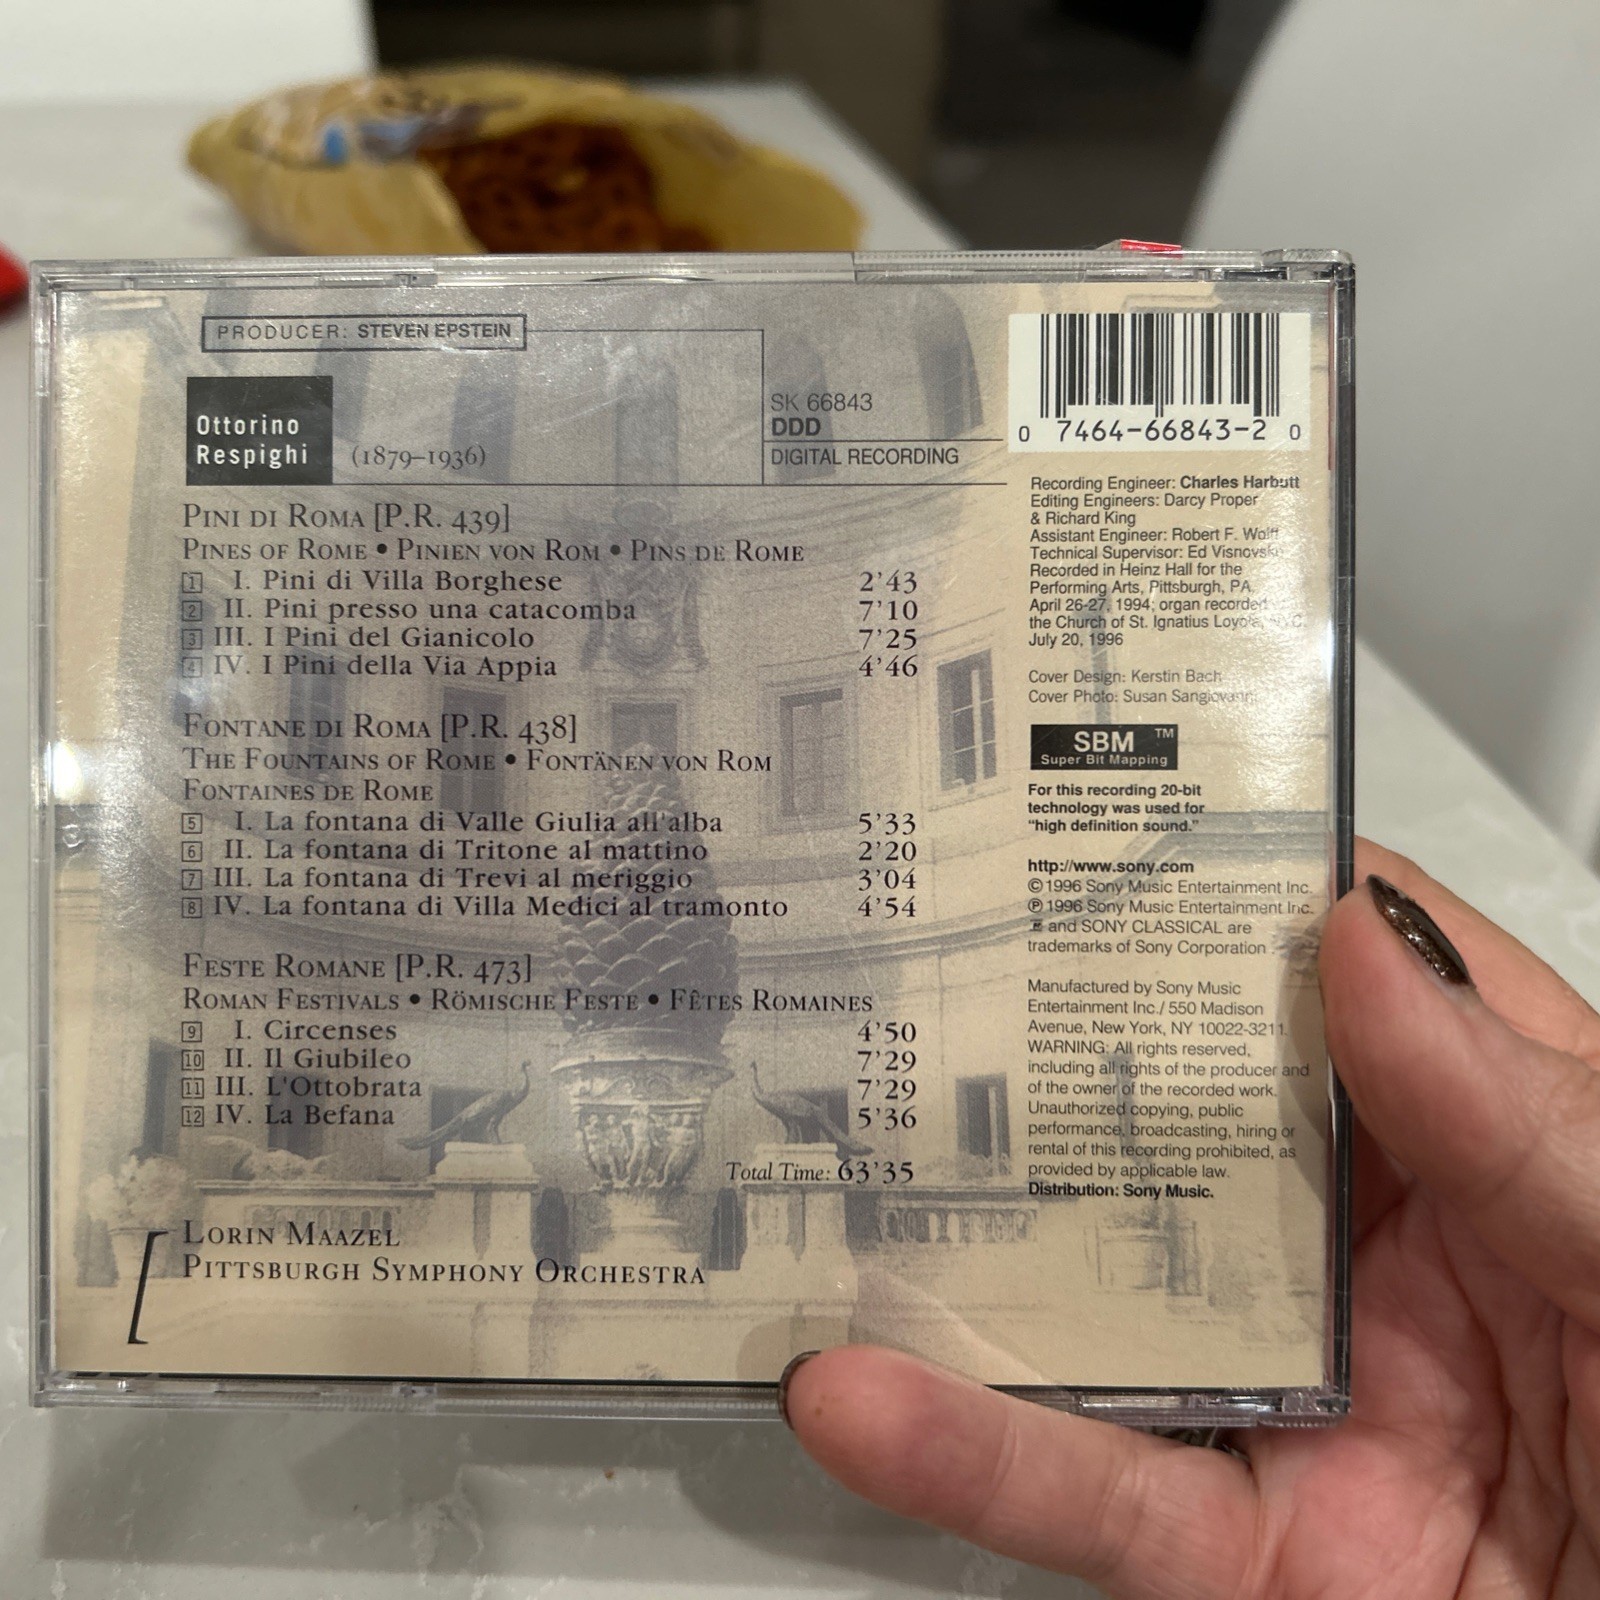 PRODUCER: STEVEN EPSTEIN
Ottorino
Respighi
(1879–1936)
SK 66843
DDD
DIGITAL RECORDING
0 7464-66843-2 0
PINI DI ROMA [P.R. 439]
PINES OF ROME • PINIEN VON ROM • PINS DE ROME
1 I. Pini di Villa Borghese 2'43
2 II. Pini presso una catacomba 7'10
3 III. I Pini del Gianicolo 7'25
4 IV. I Pini della Via Appia 4'46
FONTANE DI ROMA [P.R. 438]
THE FOUNTAINS OF ROME • FONTÄNEN VON ROM
FONTAINES DE ROME
5 I. La fontana di Valle Giulia all'alba 5'33
6 II. La fontana di Tritone al mattino 2'20
7 III. La fontana di Trevi al meriggio 3'04
8 IV. La fontana di Villa Medici al tramonto 4'54
FESTE ROMANE [P.R. 473]
ROMAN FESTIVALS • RÖMISCHE FESTE • FÊTES ROMAINES
9 I. Circenses 4'50
10 II. Il Giubileo 7'29
11 III. L'Ottobrata 7'29
12 IV. La Befana 5'36
Total Time: 63'35
LORIN MAAZEL
PITTSBURGH SYMPHONY ORCHESTRA
Recording Engineer: Charles Harbutt
Editing Engineers: Darcy Proper
& Richard King
Assistant Engineer: Robert F. Wolff
Technical Supervisor: Ed Visnovsky
Recorded in Heinz Hall for the
Performing Arts, Pittsburgh, PA,
April 26-27, 1994; organ recorded
the Church of St. Ignatius Loyola, N.Y.C.
July 20, 1996
Cover Design: Kerstin Bach
Cover Photo: Susan Sangiovanni
SBM TM
Super Bit Mapping
For this recording 20-bit
technology was used for
"high definition sound."
http://www.sony.com
© 1996 Sony Music Entertainment Inc.
℗ 1996 Sony Music Entertainment Inc.
and SONY CLASSICAL are
trademarks of Sony Corporation.
Manufactured by Sony Music
Entertainment Inc./ 550 Madison
Avenue, New York, NY 10022-3211.
WARNING: All rights reserved,
including all rights of the producer and
of the owner of the recorded work.
Unauthorized copying, public
performance, broadcasting, hiring or
rental of this recording prohibited, as
provided by applicable law.
Distribution: Sony Music.